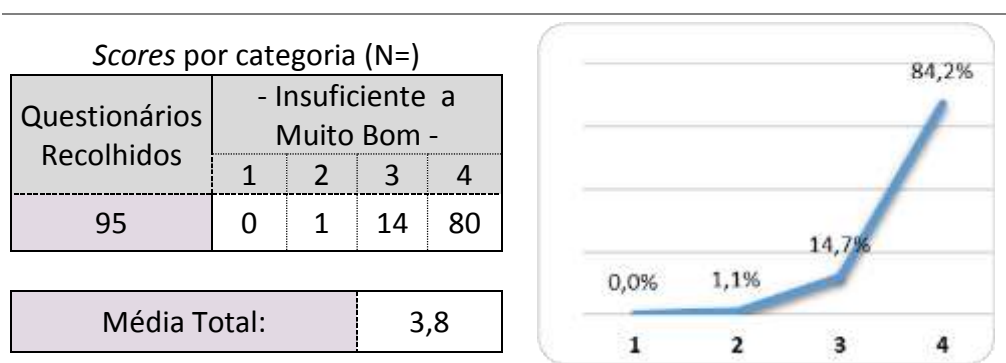 Scores por categoria (N=)
Questionários
Recolhidos
- Insuficiente a
Muito Bom -
1 2 3 4
95 0 1 14 80
Média Total: 3,8
84,2%
14,7%
0,0% 1,1%
1 2 3 4